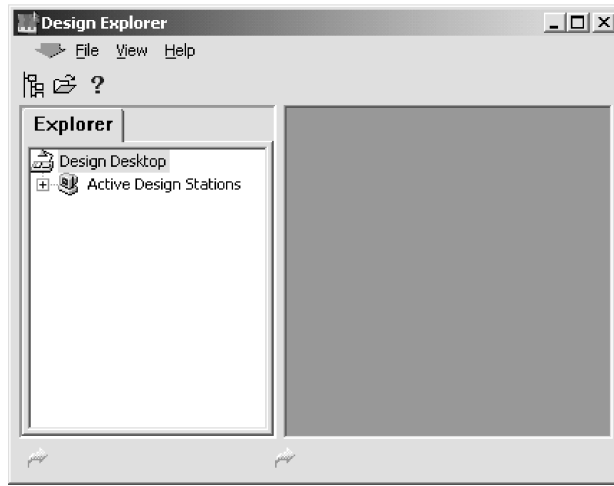 Design Explorer
File View Help
?
Explorer
Design Desktop
Active Design Stations